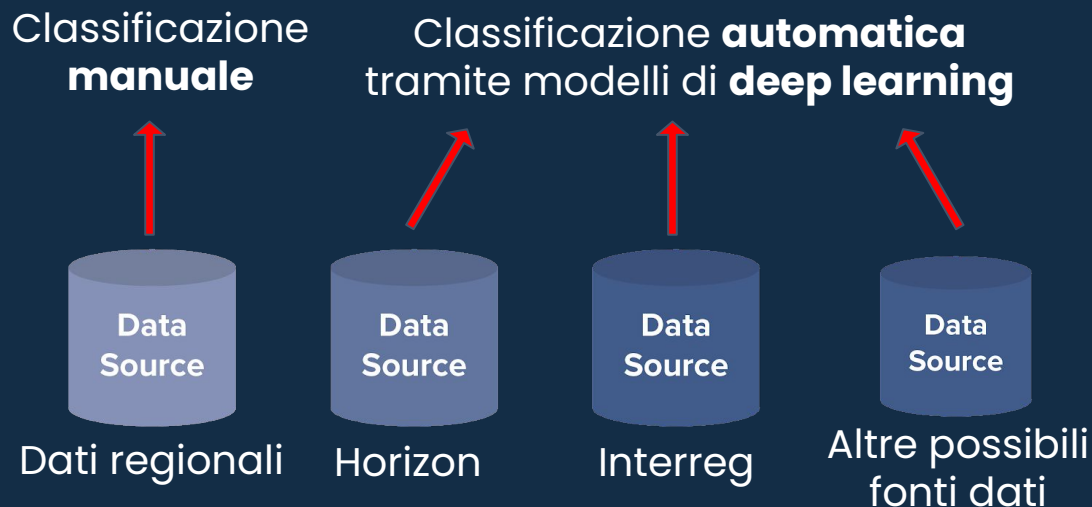 Classificazione
manuale
Classificazione automatica
tramite modelli di deep learning
Data
Source
Data
Source
Data
Source
Data
Source
Dati regionali
Horizon
Interreg
Altre possibili
fonti dati